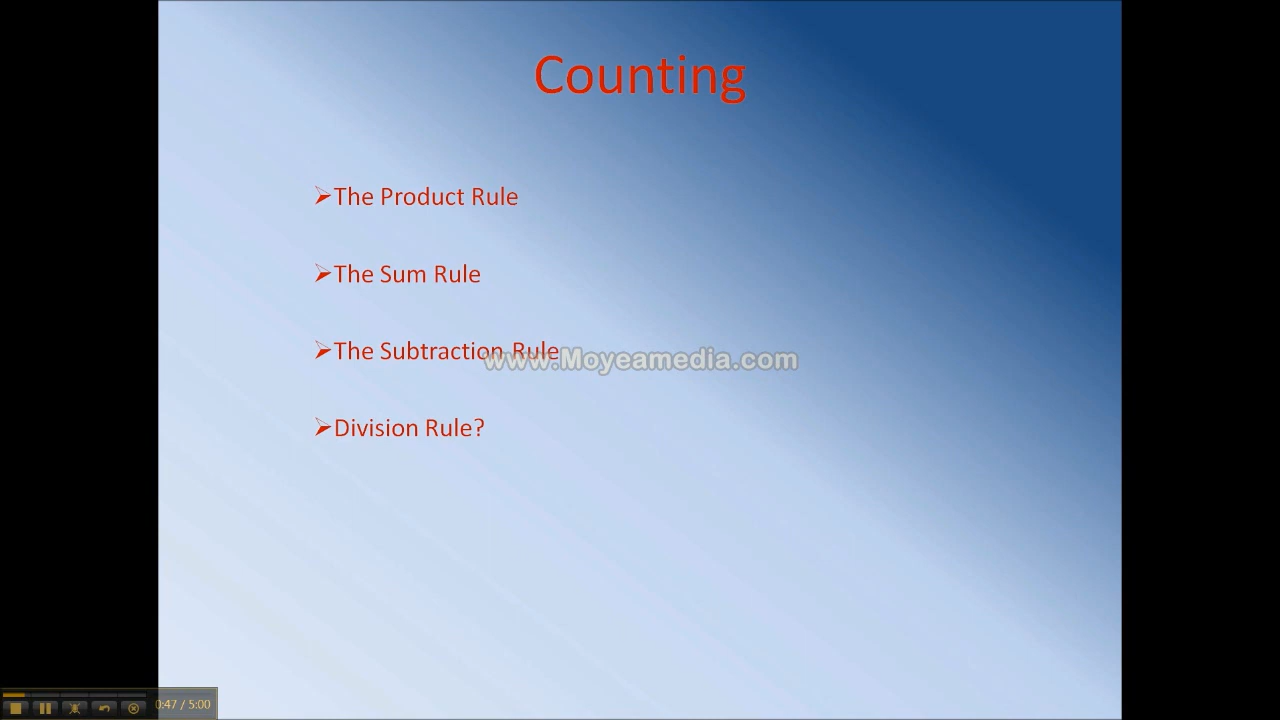 Counting
The Product Rule
The Sum Rule
The Subtraction Rule
www.Moyeamedia.com
Division Rule?
0:47 / 5:00